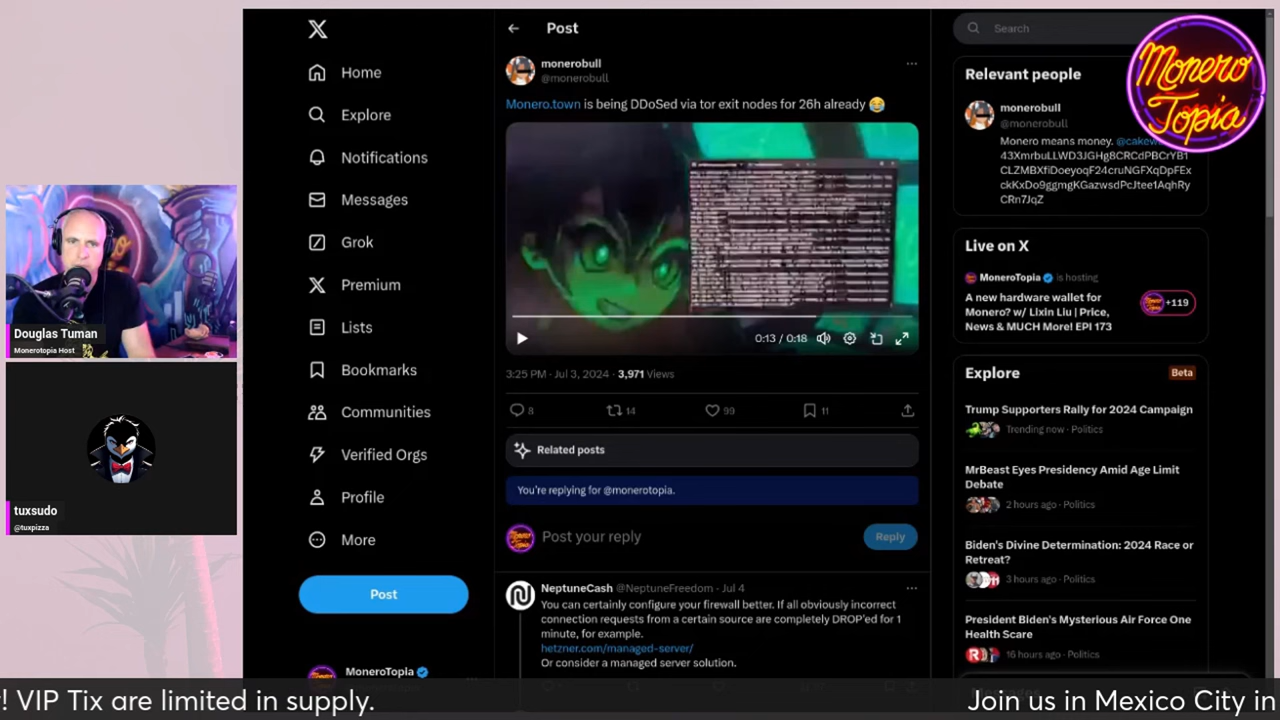 Home
Explore
Notifications
Messages
Grok
Premium
Lists
Bookmarks
Communities
Verified Orgs
Profile
More
Post
MoneroTopia
Post
monerobull
@monerobull
Monero.town is being DDoSed via tor exit nodes for 26h already 😂
0:13 / 0:18
3:25 PM · Jul 3, 2024 · 3,971 Views
8
14
99
11
Related posts
You're replying for @monerotopia.
Post your reply
Reply
NeptuneCash @NeptuneFreedom · Jul 4
You can certainly configure your firewall better. If all obviously incorrect
connection requests from a certain source are completely DROP'ed for 1
minute, for example.
hetzner.com/managed-server/
Or consider a managed server solution.
Search
Monero
Topia
Relevant people
monerobull
@monerobull
Monero means money.
Live on X
MoneroTopia is hosting
A new hardware wallet for
Monero? w/ Lixin Liu | Price,
News & MUCH More! EPI 173
+119
Explore
Beta
Trump Supporters Rally for 2024 Campaign
Trending now · Politics
MrBeast Eyes Presidency Amid Age Limit
Debate
2 hours ago · Politics
Biden's Divine Determination: 2024 Race or
Retreat?
3 hours ago · Politics
President Biden's Mysterious Air Force One
Health Scare
16 hours ago · Politics
Douglas Tuman
Monerotopia Host
tuxsudo
@tuxpizza
! VIP Tix are limited in supply.
Join us in Mexico City in